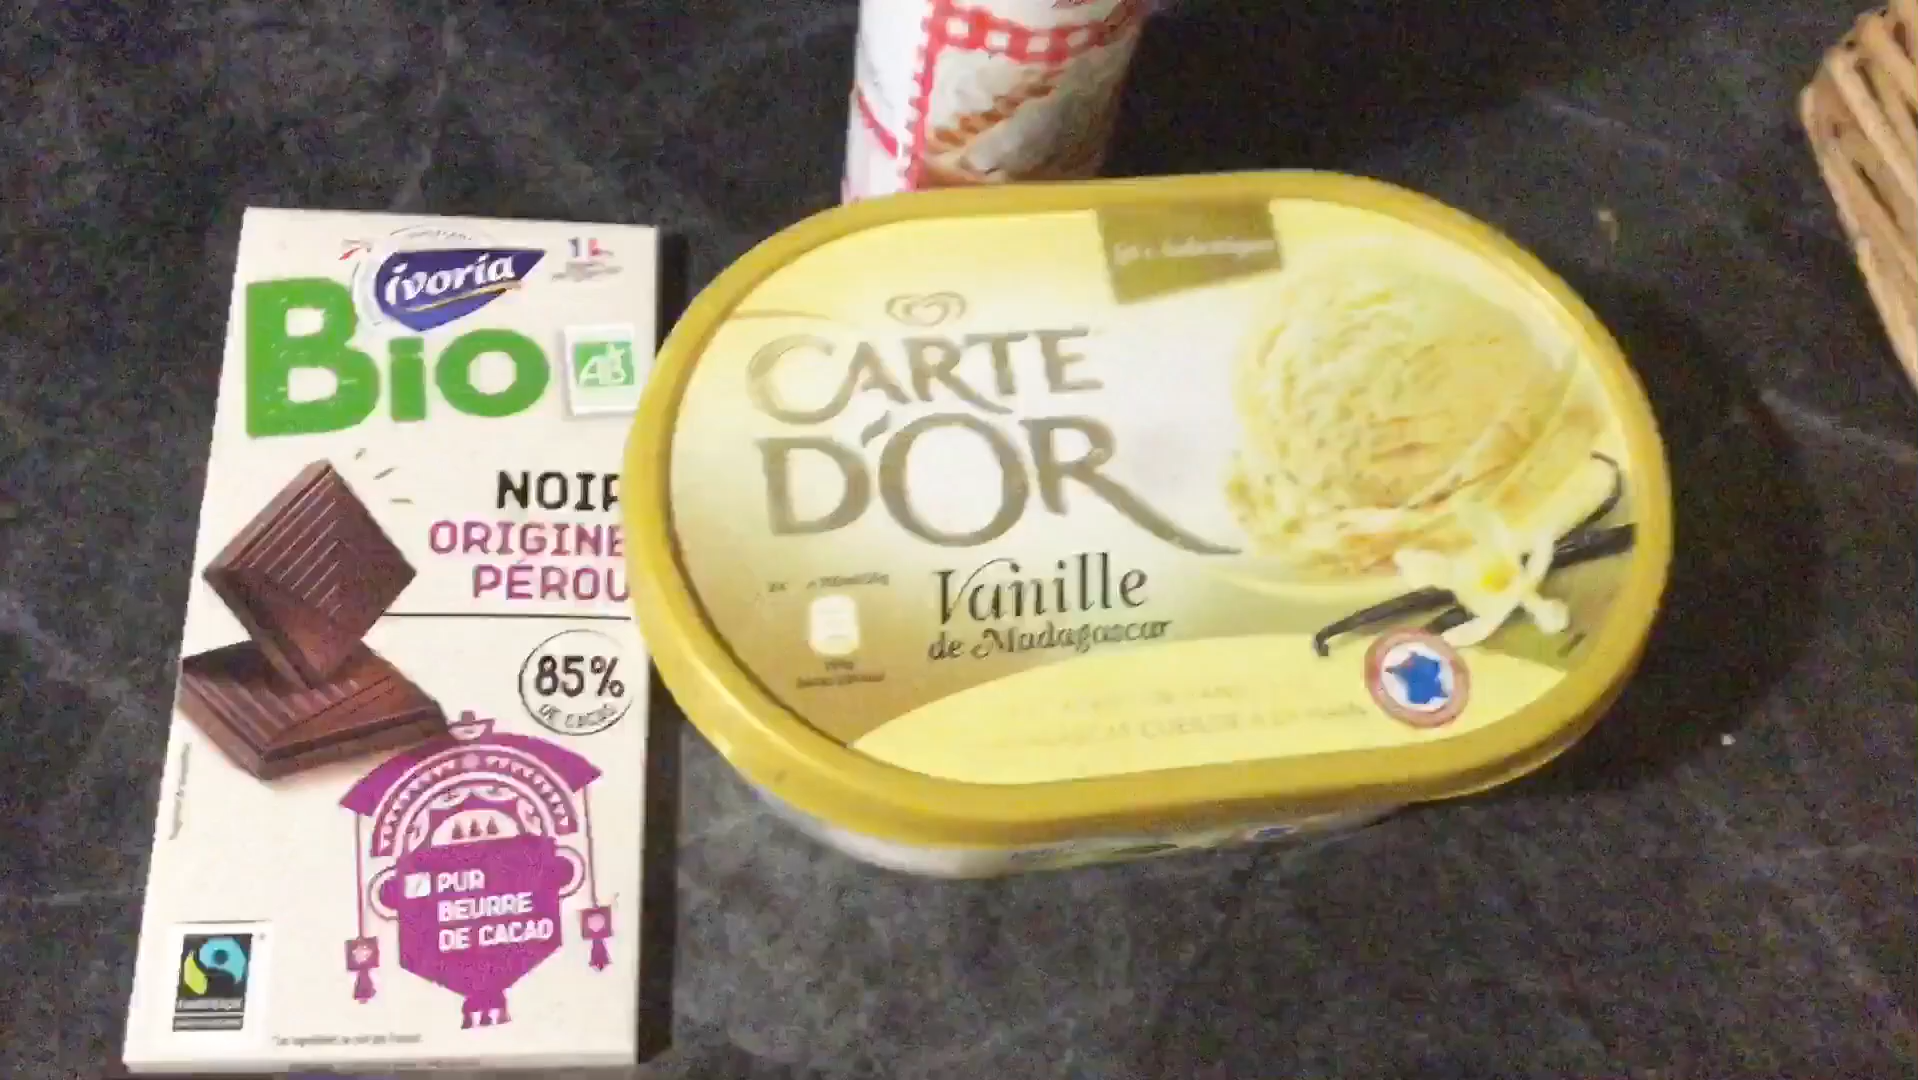 ivoria
Bio
AB
NOIR
ORIGINE
PÉROU
85%
DE CACAO
PUR
BEURRE
DE CACAO
CARTE
D'OR
Vanille
de Madagascar